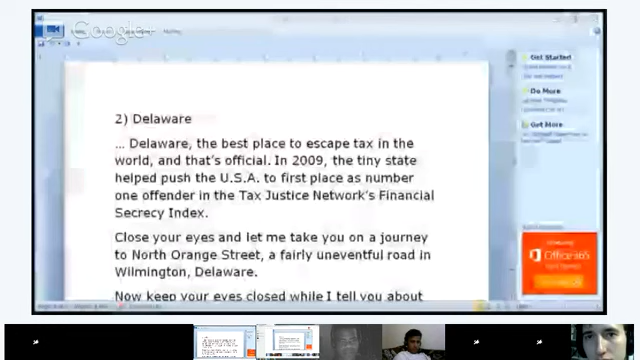 Google+
Get Started
Do More
Get More
Office 365
2) Delaware
... Delaware, the best place to escape tax in the
world, and that's official. In 2009, the tiny state
helped push the U.S.A. to first place as number
one offender in the Tax Justice Network's Financial
Secrecy Index.
Close your eyes and let me take you on a journey
to North Orange Street, a fairly uneventful road in
Wilmington, Delaware.
Now keep your eyes closed while I tell you about